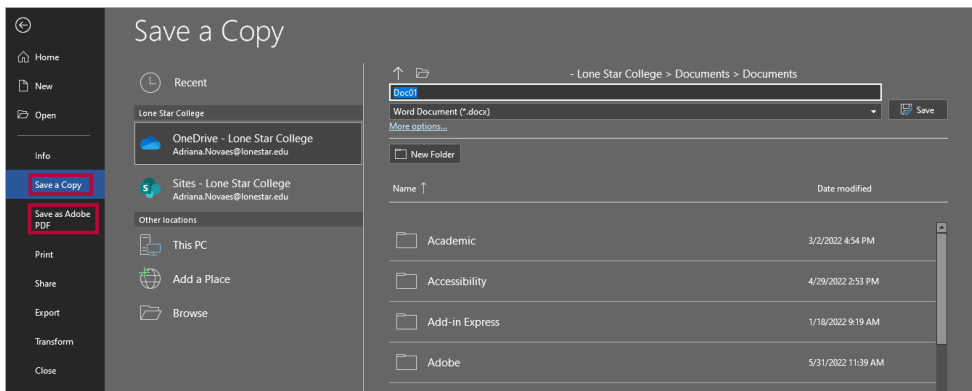 Save a Copy
Home
New
Open
Info
Save a Copy
Save as Adobe
PDF
Print
Share
Export
Transform
Close
Recent
Lone Star College
OneDrive - Lone Star College
Adriana.Novaes@lonestar.edu
Sites - Lone Star College
Adriana.Novaes@lonestar.edu
Other locations
This PC
Add a Place
Browse
- Lone Star College > Documents > Documents
Doc01
Word Document (*.docx)
Save
More options...
New Folder
Name ↑ Date modified
Academic 3/2/2022 4:54 PM
Accessibility 4/29/2022 2:53 PM
Add-in Express 1/18/2022 9:19 AM
Adobe 5/31/2022 11:39 AM